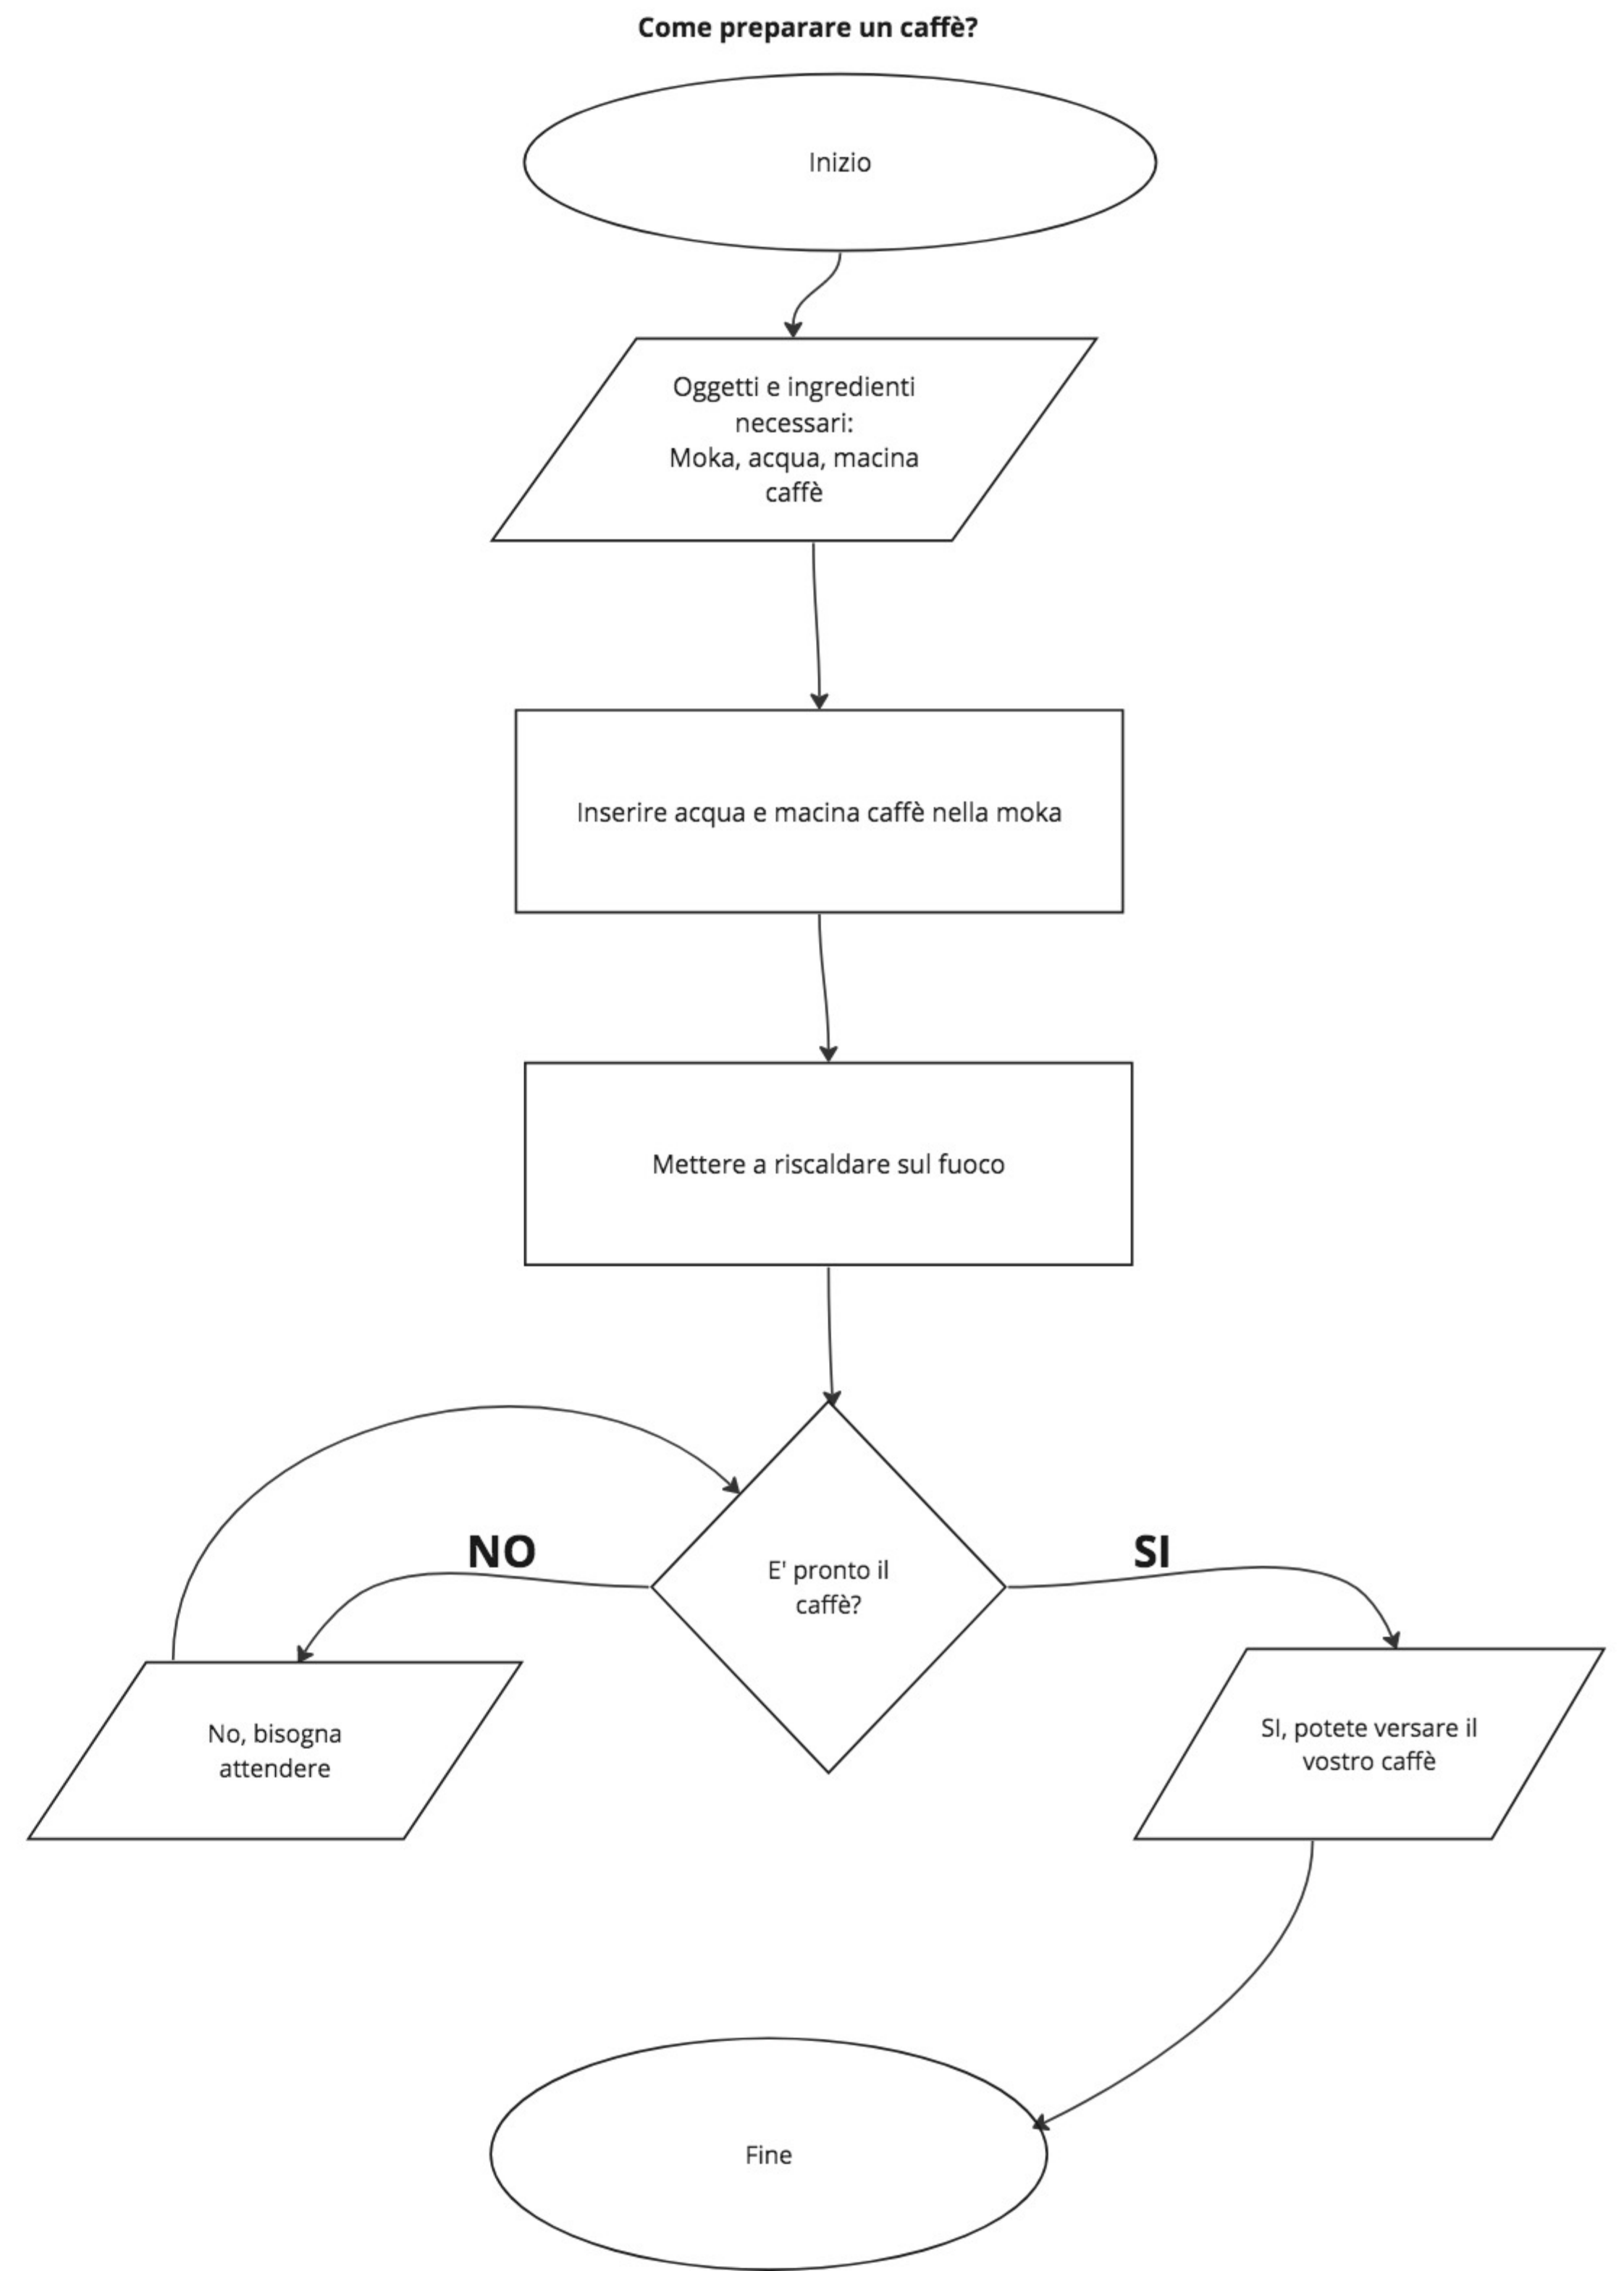 Come preparare un caffè?
Inizio
Oggetti e ingredienti
necessari:
Moka, acqua, macina
caffè
Inserire acqua e macina caffè nella moka
Mettere a riscaldare sul fuoco
NO
SI
E' pronto il
caffè?
No, bisogna
attendere
SI, potete versare il
vostro caffè
Fine